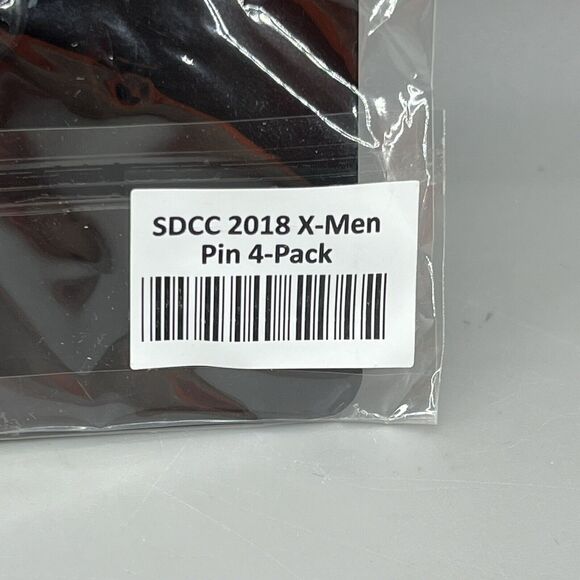 SDCC 2018 X-Men
Pin 4-Pack